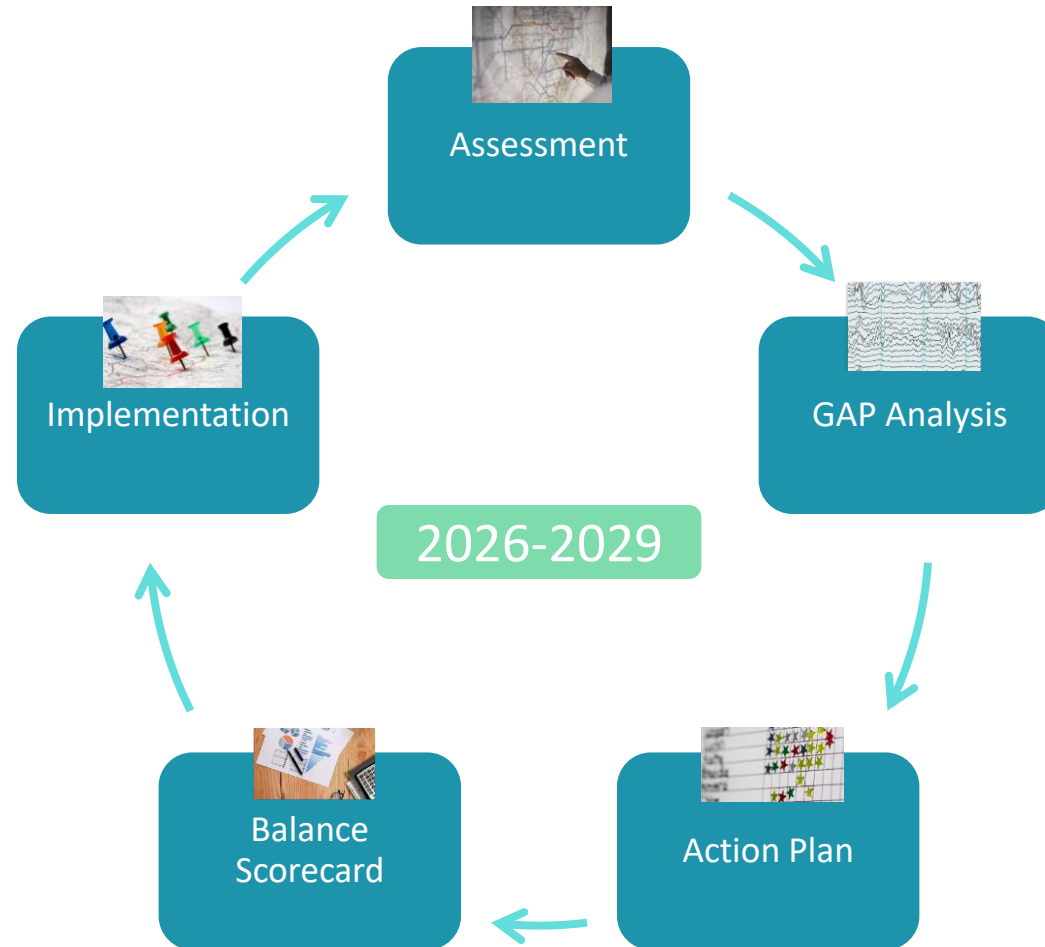 Assessment
GAP Analysis
Action Plan
Balance
Scorecard
Implementation
2026-2029